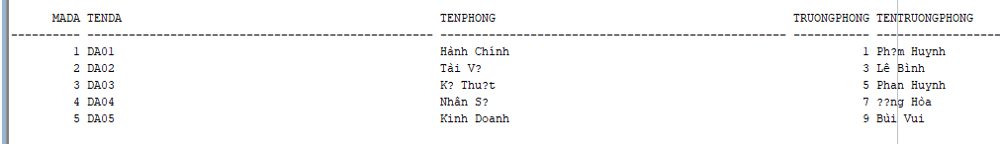 MADA TENDA TENPHONG TRUONGPHONG TENTRUONGPHONG
---------- -------------------------------------------------- -------------------------------------------------- ----------- ------------------
1 DA01 Hành Chính 1 Ph?m Huynh
2 DA02 Tài V? 3 Lê Bình
3 DA03 K? Thu?t 5 Phan Huynh
4 DA04 Nhân S? 7 ??ng Hòa
5 DA05 Kinh Doanh 9 Bùi Vui